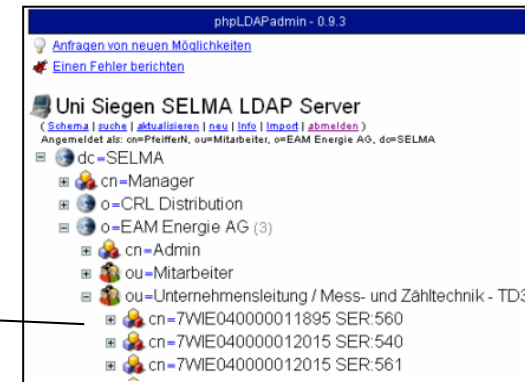 phpLDAPadmin - 0.9.3
Anfragen von neuen Möglichkeiten
Einen Fehler berichten
Uni Siegen SELMA LDAP Server
( Schema | suche | aktualisieren | neu | Info | Import | abmelden )
Angemeldet als: cn=PfeifferN, ou=Mitarbeiter, o=EAM Energie AG, dc=SELMA
dc=SELMA
cn=Manager
o=CRL Distribution
o=EAM Energie AG (3)
cn=Admin
ou=Mitarbeiter
ou=Unternehmensleitung / Mess- und Zähltechnik - TD3
cn=7WIE040000011895 SER:560
cn=7WIE040000012015 SER:540
cn=7WIE040000012015 SER:561